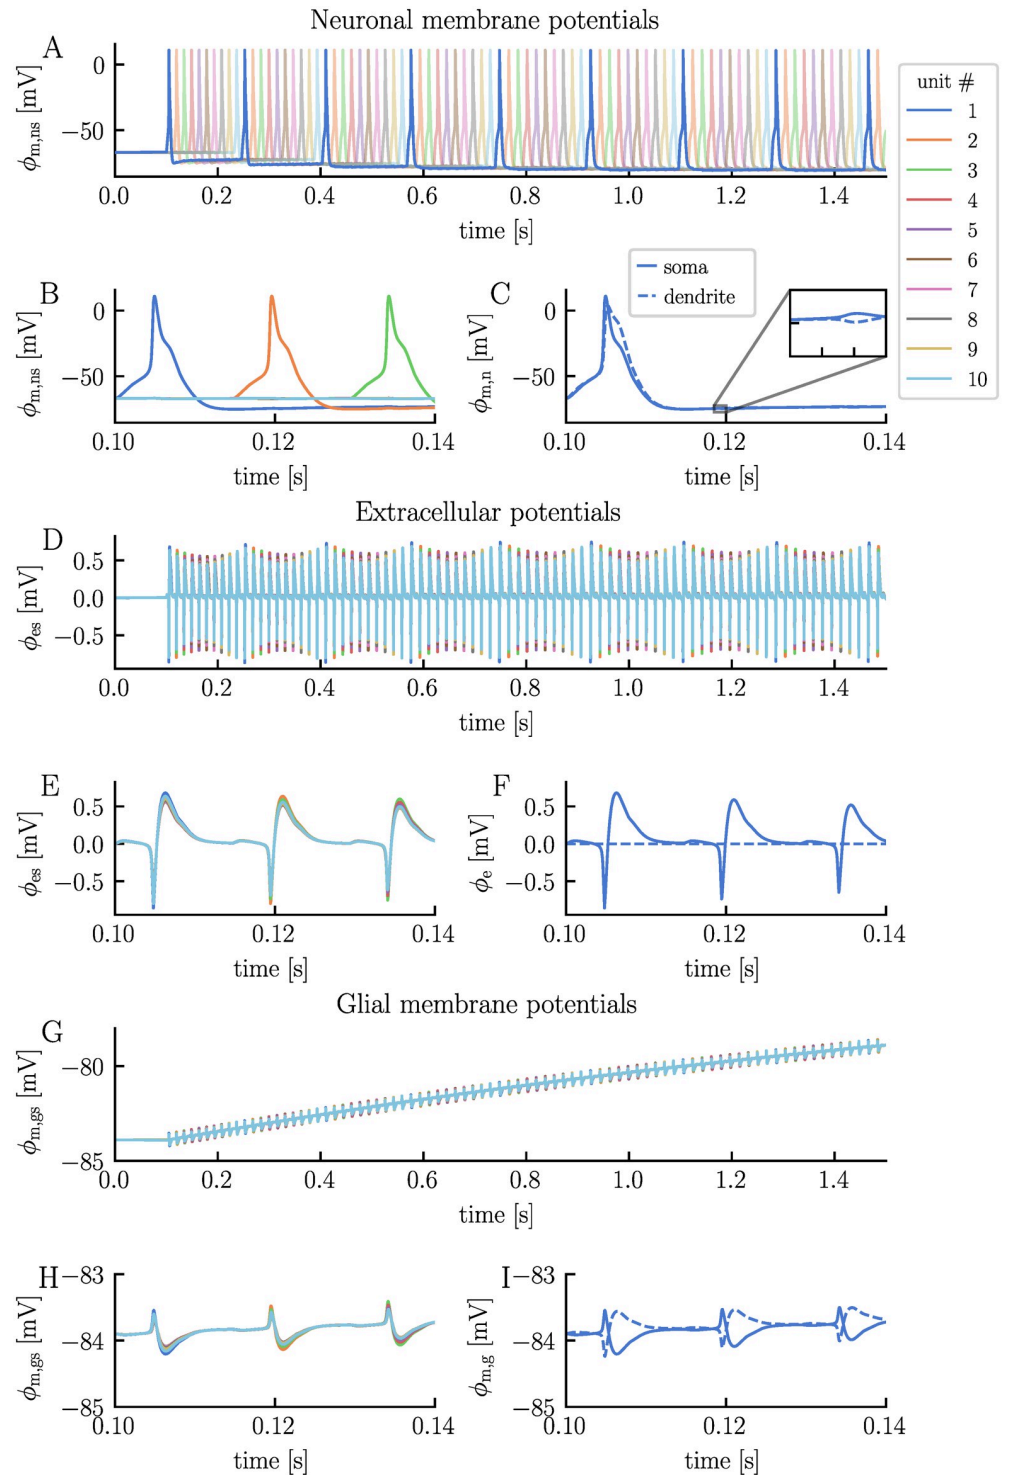 Neuronal membrane potentials
A
ϕm,ns [mV]
0
−50
0.0 0.2 0.4 0.6 0.8 1.0 1.2 1.4
time [s]
unit #
1
2
3
4
5
6
7
8
9
10
B
ϕm,ns [mV]
0
−50
0.10 0.12 0.14
time [s]
C
soma
dendrite
ϕm,n [mV]
0
−50
0.10 0.12 0.14
time [s]
Extracellular potentials
D
ϕes [mV]
0.5
0.0
−0.5
0.0 0.2 0.4 0.6 0.8 1.0 1.2 1.4
time [s]
E
ϕes [mV]
0.5
0.0
−0.5
0.10 0.12 0.14
time [s]
F
ϕe [mV]
0.5
0.0
−0.5
0.10 0.12 0.14
time [s]
Glial membrane potentials
G
ϕm,gs [mV]
−80
−85
0.0 0.2 0.4 0.6 0.8 1.0 1.2 1.4
time [s]
H
ϕm,gs [mV]
−83
−84
−85
0.10 0.12 0.14
time [s]
I
ϕm,g [mV]
−83
−84
−85
0.10 0.12 0.14
time [s]